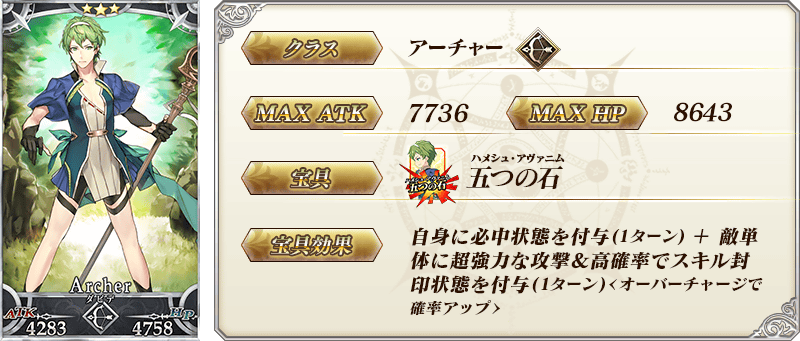 Archer
ダビデ
ATK
HP
4283
4758
クラス
アーチャー
MAX ATK
7736
MAX HP
8643
宝具
五つの石
ハメシュ・アヴァニム
五つの石
宝具効果
自身に必中状態を付与(1ターン) ＋ 敵単
体に超強力な攻撃＆高確率でスキル封
印状態を付与(1ターン)<オーバーチャージで
確率アップ>